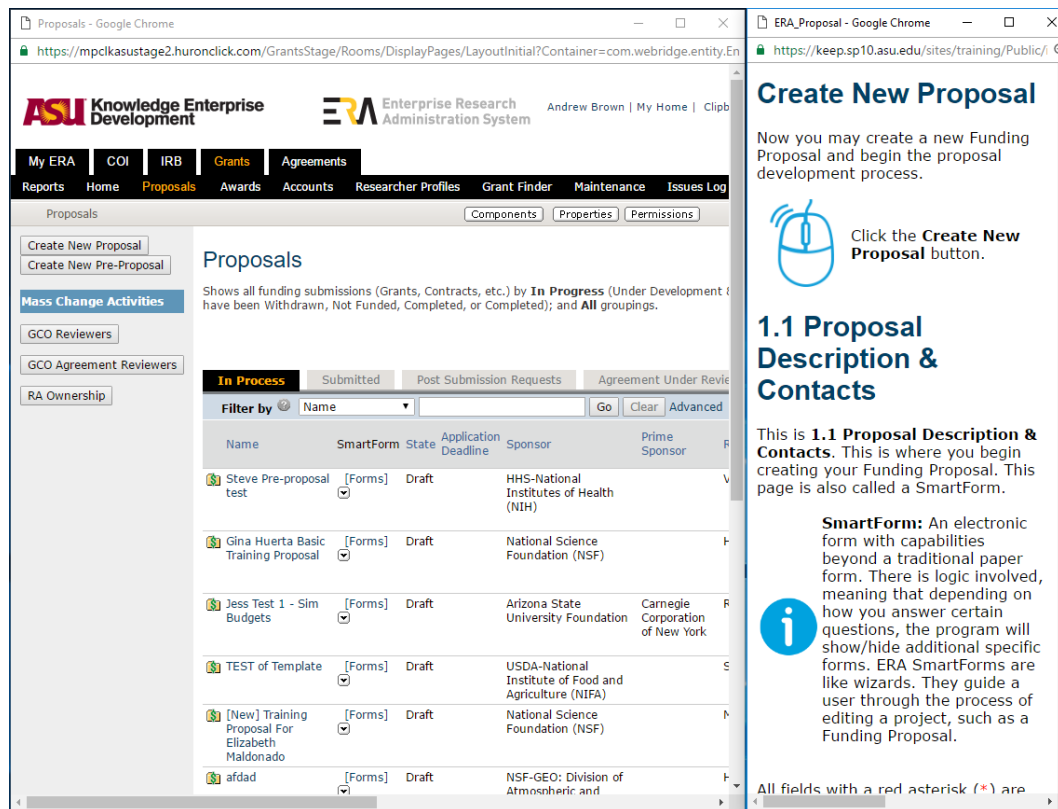 Proposals - Google Chrome
https://mpclkasustage2.huronclick.com/GrantsStage/Rooms/DisplayPages/LayoutInitial?Container=com.webridge.entity.En
ASU Knowledge Enterprise
Development
ERA Enterprise Research
Administration System
Andrew Brown | My Home | Clipb
My ERA COI IRB Grants Agreements
Reports Home Proposals Awards Accounts Researcher Profiles Grant Finder Maintenance Issues Log
Proposals Components Properties Permissions
Create New Proposal
Create New Pre-Proposal
Mass Change Activities
GCO Reviewers
GCO Agreement Reviewers
RA Ownership
Proposals
Shows all funding submissions (Grants, Contracts, etc.) by In Progress (Under Development &
have been Withdrawn, Not Funded, Completed, or Completed); and All groupings.
In Process Submitted Post Submission Requests Agreement Under Revie
Filter by Name Go Clear Advanced
Name SmartForm State Application Deadline Sponsor Prime Sponsor
Steve Pre-proposal [Forms] Draft HHS-National
test Institutes of Health
(NIH)
Gina Huerta Basic [Forms] Draft National Science
Training Proposal Foundation (NSF)
Jess Test 1 - Sim [Forms] Draft Arizona State Carnegie
Budgets University Foundation Corporation
of New York
TEST of Template [Forms] Draft USDA-National
Institute of Food and
Agriculture (NIFA)
[New] Training [Forms] Draft National Science
Proposal For Foundation (NSF)
Elizabeth
Maldonado
afdad [Forms] Draft NSF-GEO: Division of
Atmospheric and
ERA_Proposal - Google Chrome
https://keep.sp10.asu.edu/sites/training/Public/
Create New Proposal
Now you may create a new Funding
Proposal and begin the proposal
development process.
Click the Create New
Proposal button.
1.1 Proposal
Description &
Contacts
This is 1.1 Proposal Description &
Contacts. This is where you begin
creating your Funding Proposal. This
page is also called a SmartForm.
SmartForm: An electronic
form with capabilities
beyond a traditional paper
form. There is logic involved,
meaning that depending on
how you answer certain
questions, the program will
show/hide additional specific
forms. ERA SmartForms are
like wizards. They guide a
user through the process of
editing a project, such as a
Funding Proposal.
All fields with a red asterisk (*) are